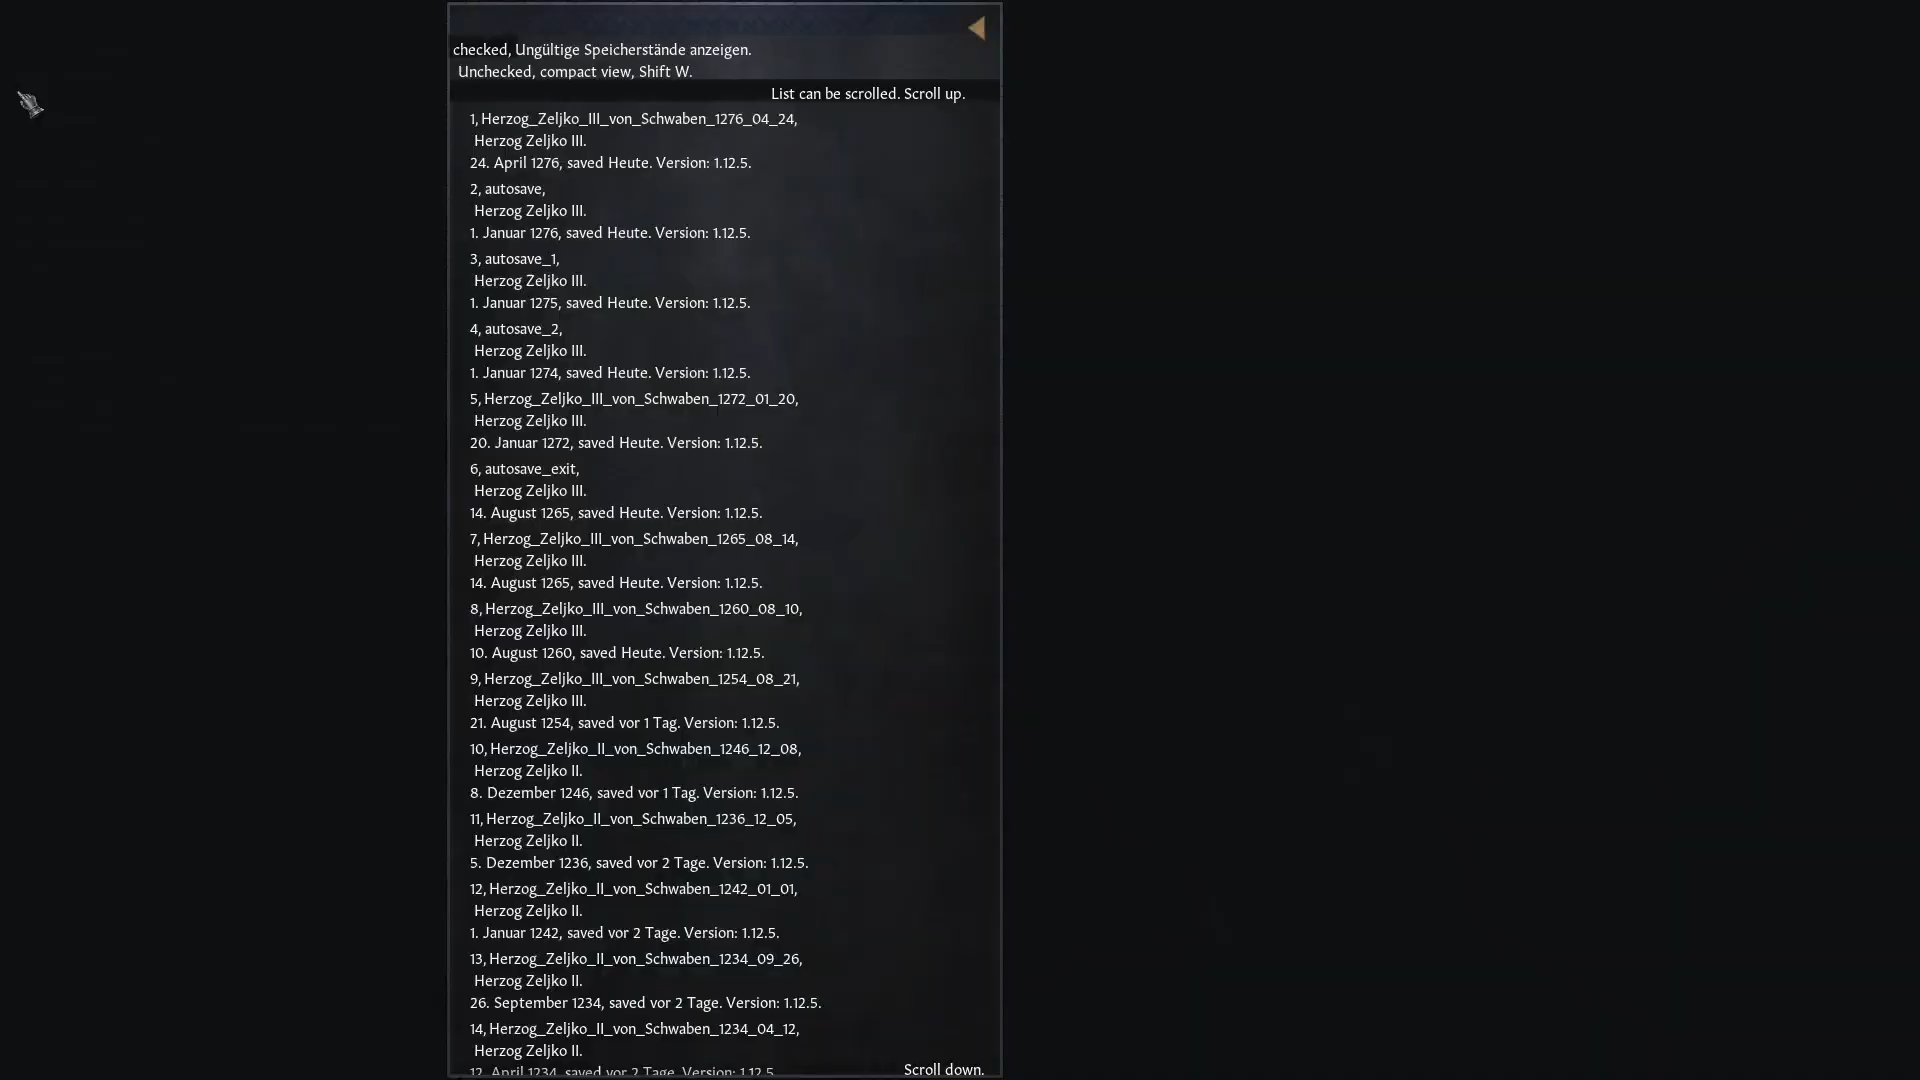 checked, Ungültige Speicherstände anzeigen.
Unchecked, compact view, Shift W.
List can be scrolled. Scroll up.
1, Herzog_Zeljko_III_von_Schwaben_1276_04_24,
Herzog Zeljko III.
24. April 1276, saved Heute. Version: 1.12.5.
2, autosave,
Herzog Zeljko III.
1. Januar 1276, saved Heute. Version: 1.12.5.
3, autosave_1,
Herzog Zeljko III.
1. Januar 1275, saved Heute. Version: 1.12.5.
4, autosave_2,
Herzog Zeljko III.
1. Januar 1274, saved Heute. Version: 1.12.5.
5, Herzog_Zeljko_III_von_Schwaben_1272_01_20,
Herzog Zeljko III.
20. Januar 1272, saved Heute. Version: 1.12.5.
6, autosave_exit,
Herzog Zeljko III.
14. August 1265, saved Heute. Version: 1.12.5.
7, Herzog_Zeljko_III_von_Schwaben_1265_08_14,
Herzog Zeljko III.
14. August 1265, saved Heute. Version: 1.12.5.
8, Herzog_Zeljko_III_von_Schwaben_1260_08_10,
Herzog Zeljko III.
10. August 1260, saved Heute. Version: 1.12.5.
9, Herzog_Zeljko_III_von_Schwaben_1254_08_21,
Herzog Zeljko III.
21. August 1254, saved vor 1 Tag. Version: 1.12.5.
10, Herzog_Zeljko_II_von_Schwaben_1246_12_08,
Herzog Zeljko II.
8. Dezember 1246, saved vor 1 Tag. Version: 1.12.5.
11, Herzog_Zeljko_II_von_Schwaben_1236_12_05,
Herzog Zeljko II.
5. Dezember 1236, saved vor 2 Tage. Version: 1.12.5.
12, Herzog_Zeljko_II_von_Schwaben_1242_01_01,
Herzog Zeljko II.
1. Januar 1242, saved vor 2 Tage. Version: 1.12.5.
13, Herzog_Zeljko_II_von_Schwaben_1234_09_26,
Herzog Zeljko II.
26. September 1234, saved vor 2 Tage. Version: 1.12.5.
14, Herzog_Zeljko_II_von_Schwaben_1234_04_12,
Herzog Zeljko II.
12. April 1234, saved vor 2 Tage. Version: 1.12.5.
Scroll down.